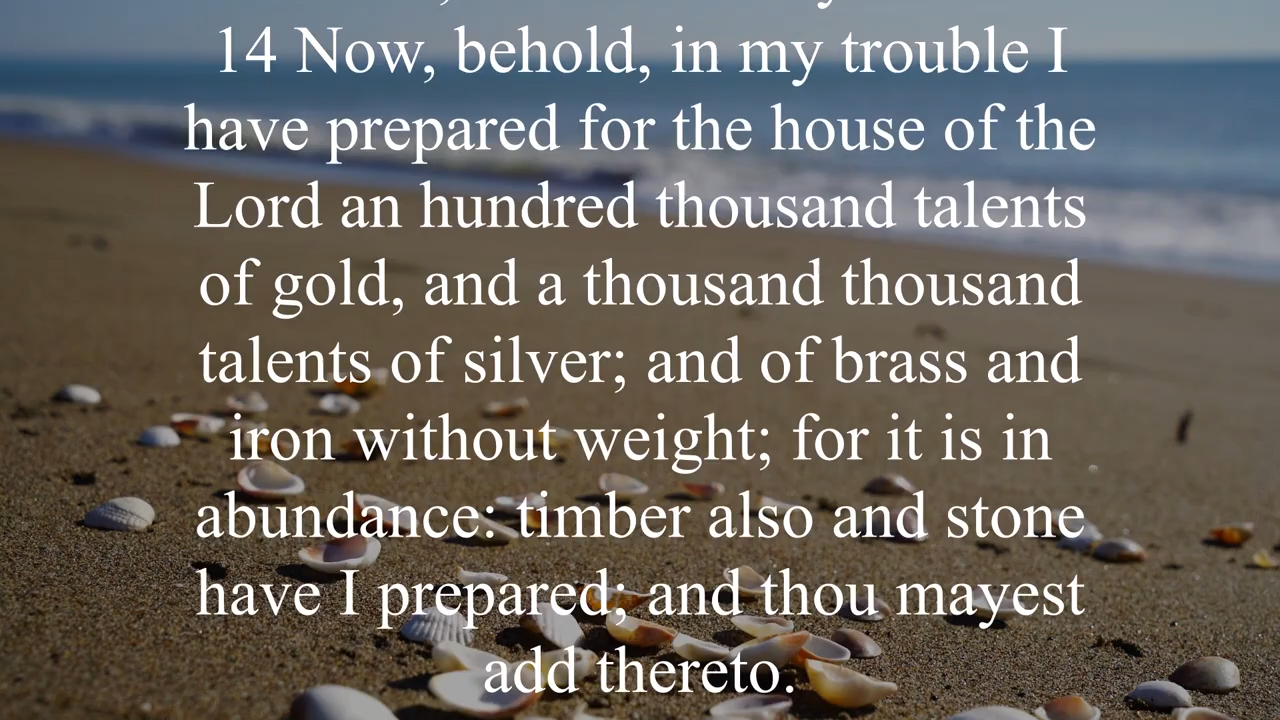 14 Now, behold, in my trouble I
have prepared for the house of the
Lord an hundred thousand talents
of gold, and a thousand thousand
talents of silver; and of brass and
iron without weight; for it is in
abundance: timber also and stone
have I prepared; and thou mayest
add thereto.